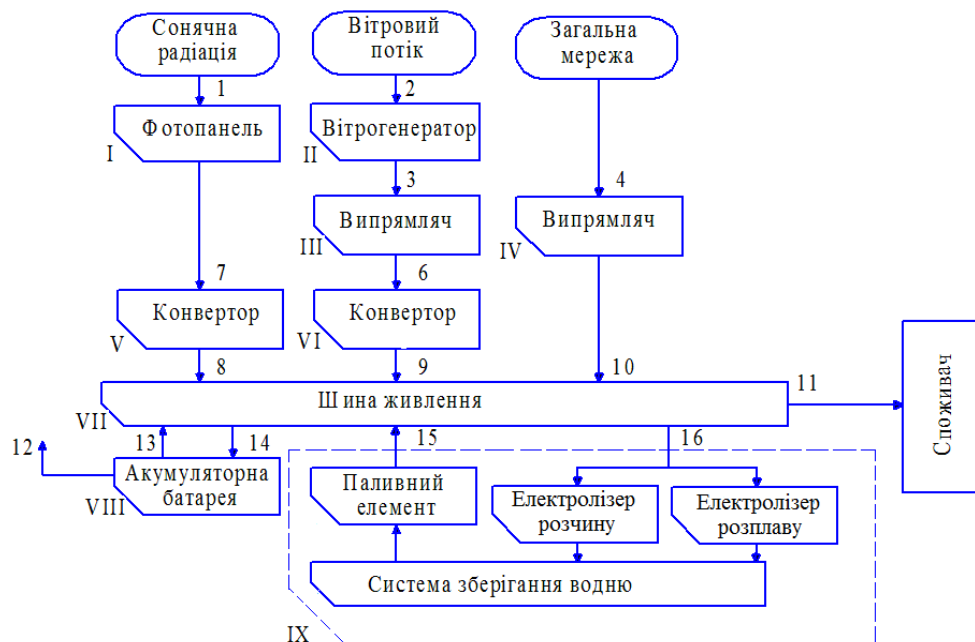 Сонячна
радіація
Вітровий
потік
Загальна
мережа
1
2
Фотопанель
I
Вітрогенератор
II
3
4
Випрямляч
III
Випрямляч
IV
7
6
Конвертор
V
Конвертор
VI
8
9
10
11
Шина живлення
VII
Споживач
12
13
14
15
16
Акумуляторна
батарея
VIII
Паливний
елемент
Електролізер
розчину
Електролізер
розплаву
Система зберігання водню
IX